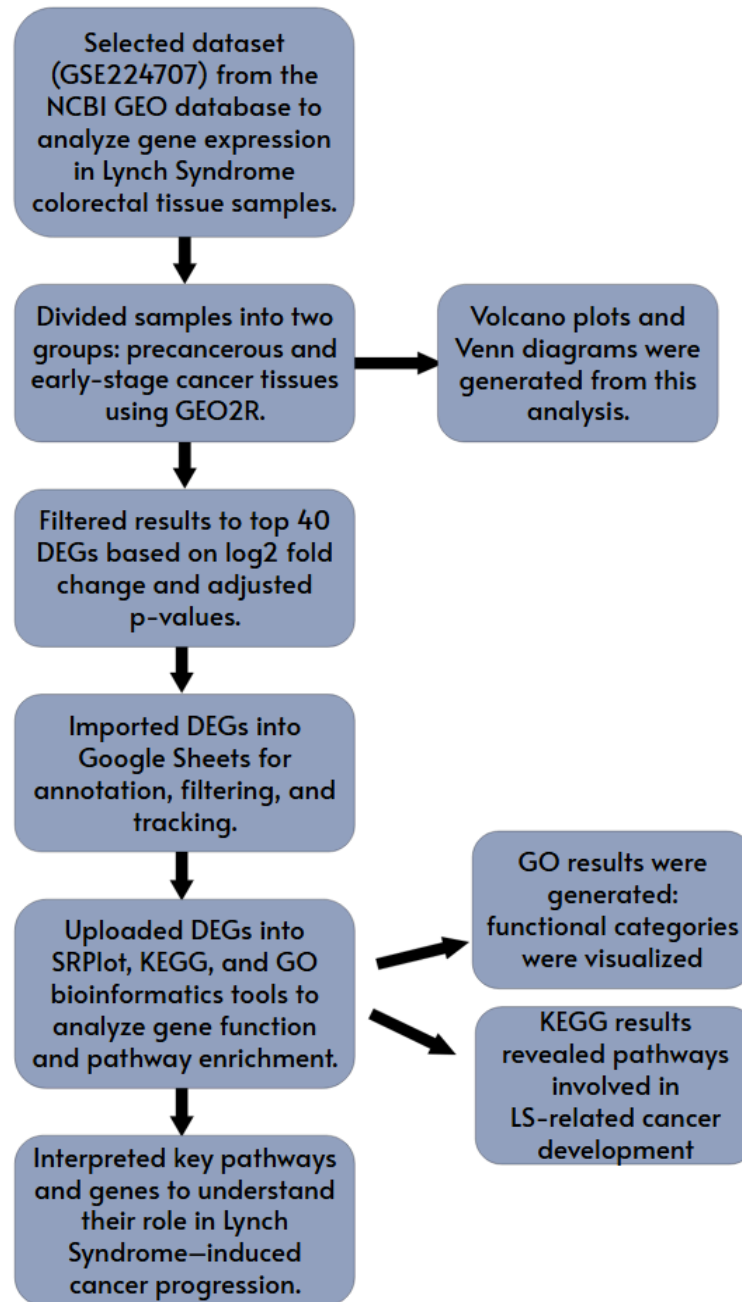 Selected dataset
(GSE224707) from the
NCBI GEO database to
analyze gene expression
in Lynch Syndrome
colorectal tissue samples.
Divided samples into two
groups: precancerous and
early-stage cancer tissues
using GEO2R.
Volcano plots and
Venn diagrams were
generated from this
analysis.
Filtered results to top 40
DEGs based on log2 fold
change and adjusted
p-values.
Imported DEGs into
Google Sheets for
annotation, filtering, and
tracking.
Uploaded DEGs into
SRPlot, KEGG, and GO
bioinformatics tools to
analyze gene function
and pathway enrichment.
GO results were
generated:
functional categories
were visualized
KEGG results
revealed pathways
involved in
LS-related cancer
development
Interpreted key pathways
and genes to understand
their role in Lynch
Syndrome–induced
cancer progression.